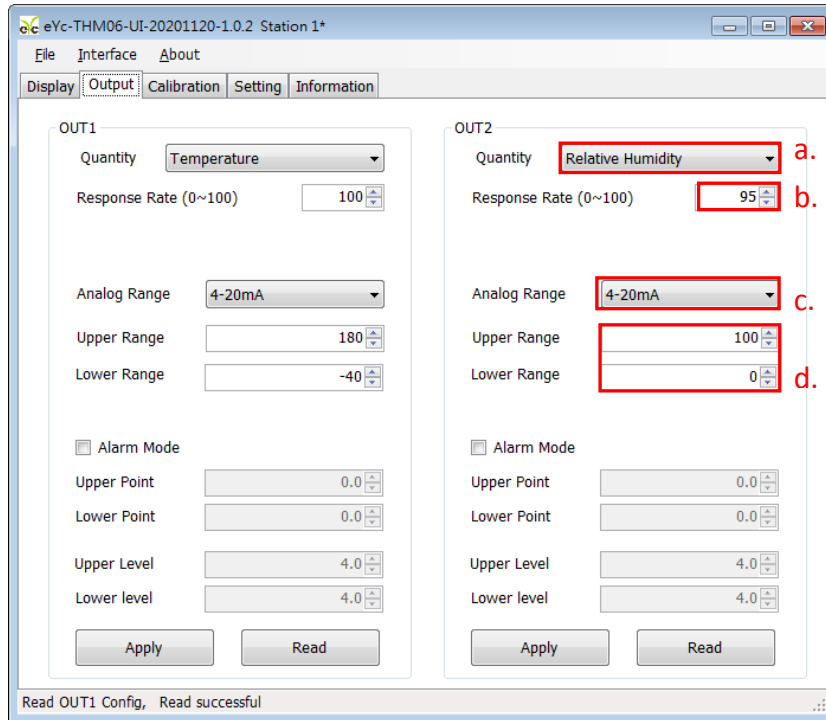 eYc eYc-THM06-UI-20201120-1.0.2 Station 1*
File Interface About
Display Output Calibration Setting Information
OUT1
Quantity Temperature
Response Rate (0~100) 100
Analog Range 4-20mA
Upper Range 180
Lower Range -40
Alarm Mode
Upper Point 0.0
Lower Point 0.0
Upper Level 4.0
Lower level 4.0
Apply Read
OUT2
Quantity Relative Humidity a.
Response Rate (0~100) 95 b.
Analog Range 4-20mA c.
Upper Range 100
Lower Range 0 d.
Alarm Mode
Upper Point 0.0
Lower Point 0.0
Upper Level 4.0
Lower level 4.0
Apply Read
Read OUT1 Config, Read successful